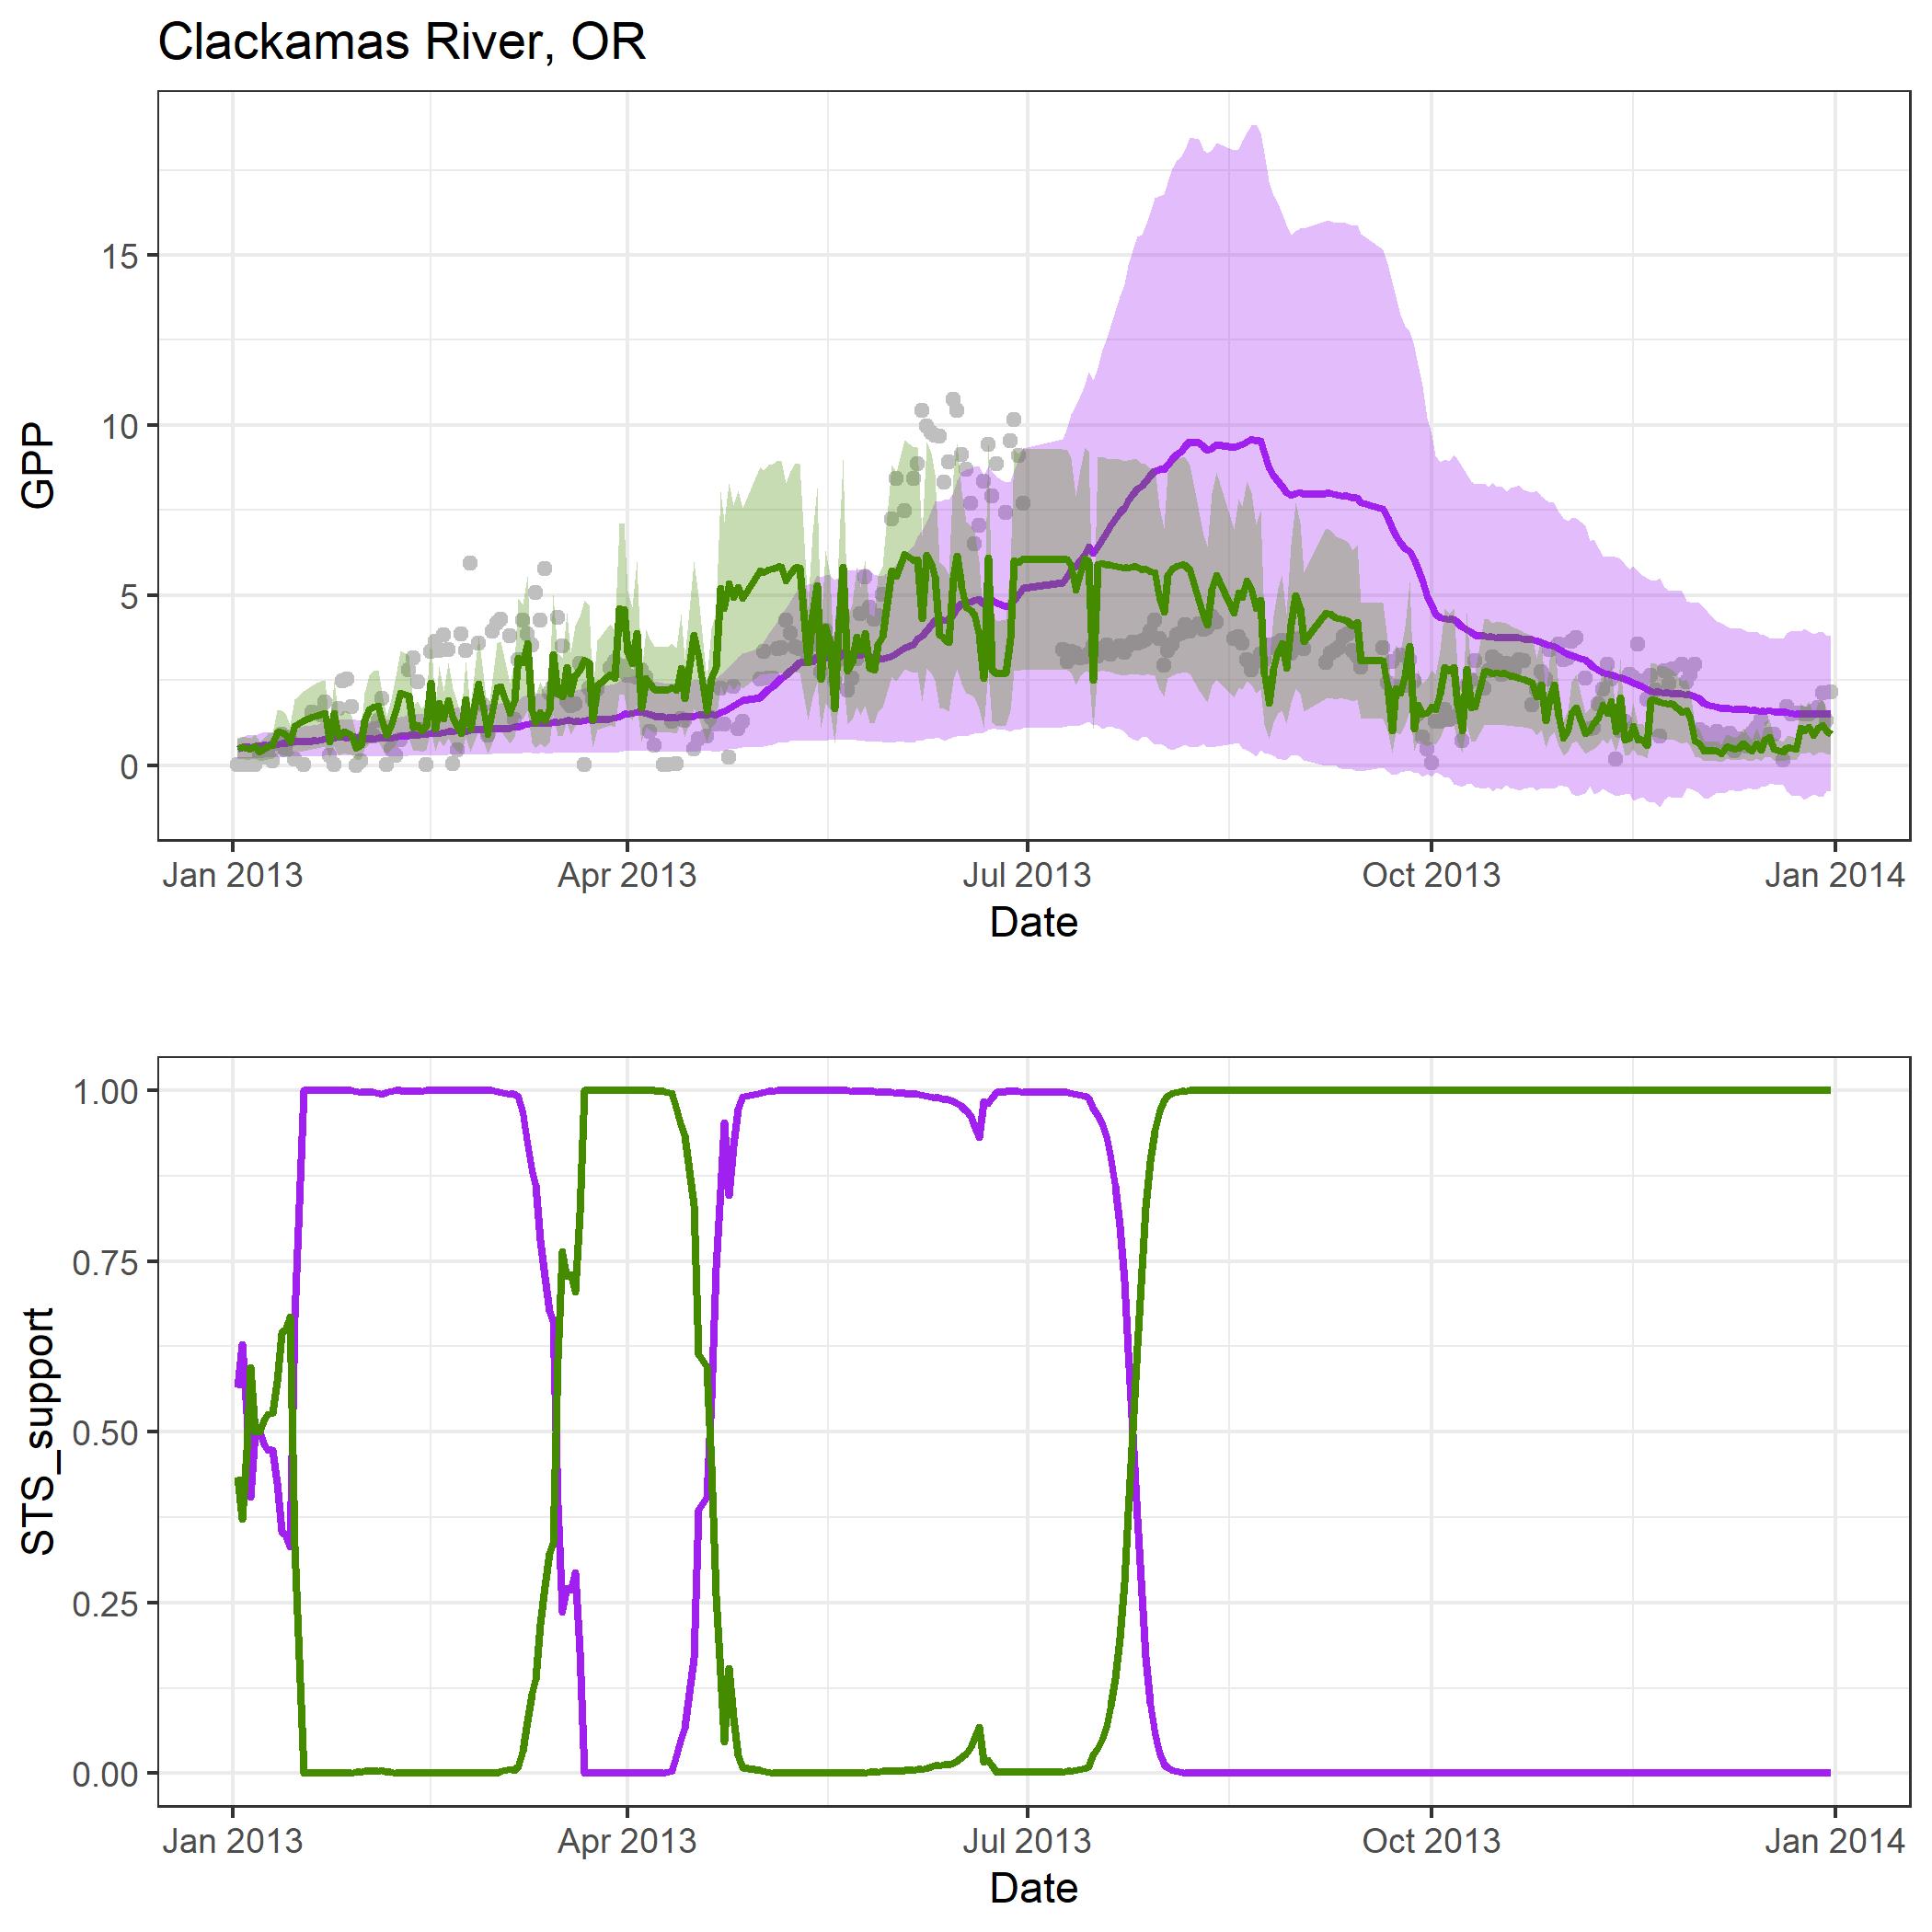 Clackamas River, OR
GPP
15
10
5
0
Jan 2013 Apr 2013 Jul 2013 Oct 2013 Jan 2014
Date
STS_support
1.00
0.75
0.50
0.25
0.00
Jan 2013 Apr 2013 Jul 2013 Oct 2013 Jan 2014
Date